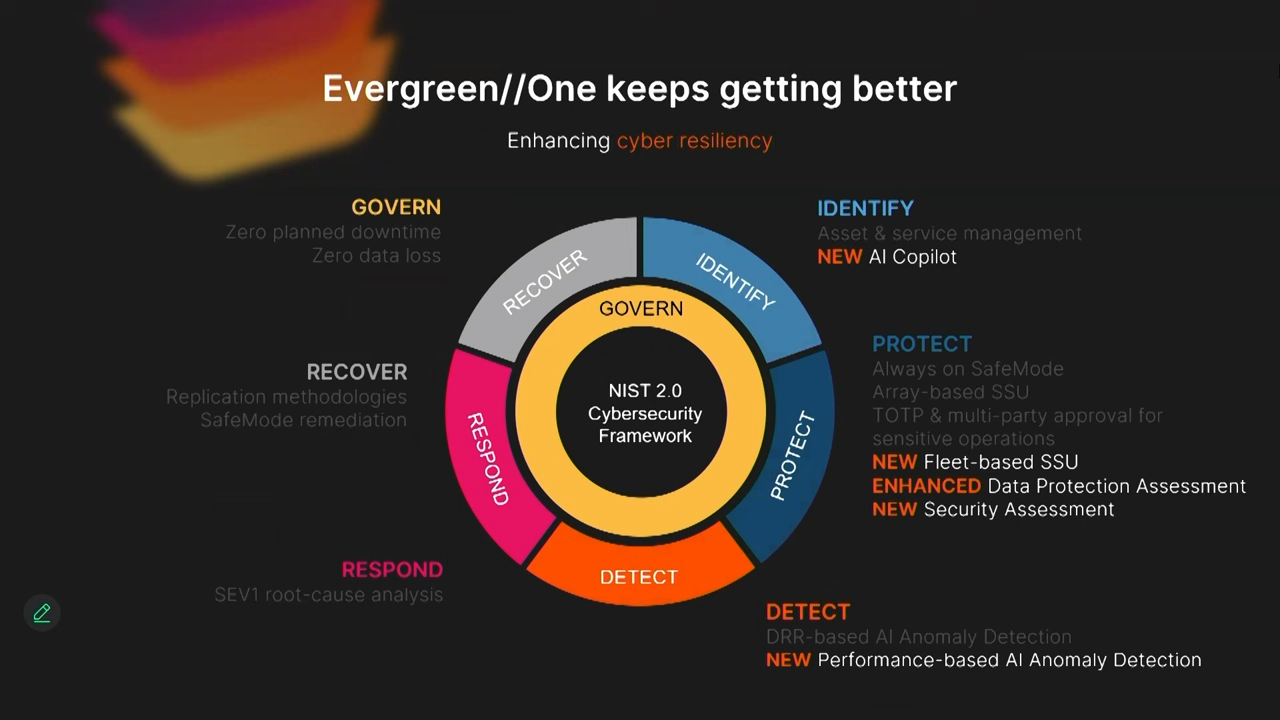 Evergreen//One keeps getting better
Enhancing cyber resiliency
GOVERN
Zero planned downtime
Zero data loss
RECOVER
Replication methodologies
SafeMode remediation
RESPOND
SEV1 root-cause analysis
RECOVER
IDENTIFY
GOVERN
NIST 2.0
Cybersecurity
Framework
RESPOND
PROTECT
DETECT
IDENTIFY
Asset & service management
NEW AI Copilot
PROTECT
Always on SafeMode
Array-based SSU
TOTP & multi-party approval for
sensitive operations
NEW Fleet-based SSU
ENHANCED Data Protection Assessment
NEW Security Assessment
DETECT
DRR-based AI Anomaly Detection
NEW Performance-based AI Anomaly Detection